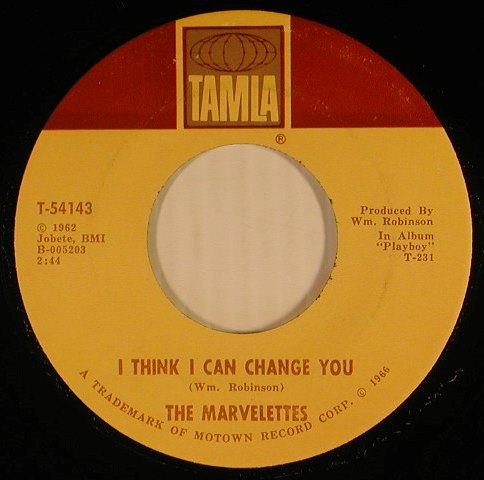 TAMLA
®
T-54143
© 1962
Jobete, BMI
B-005203
2:44
Produced By
Wm. Robinson
In Album
"Playboy"
T-231
I THINK I CAN CHANGE YOU
(Wm. Robinson)
THE MARVELETTES
A TRADEMARK OF MOTOWN RECORD CORP. © 1966